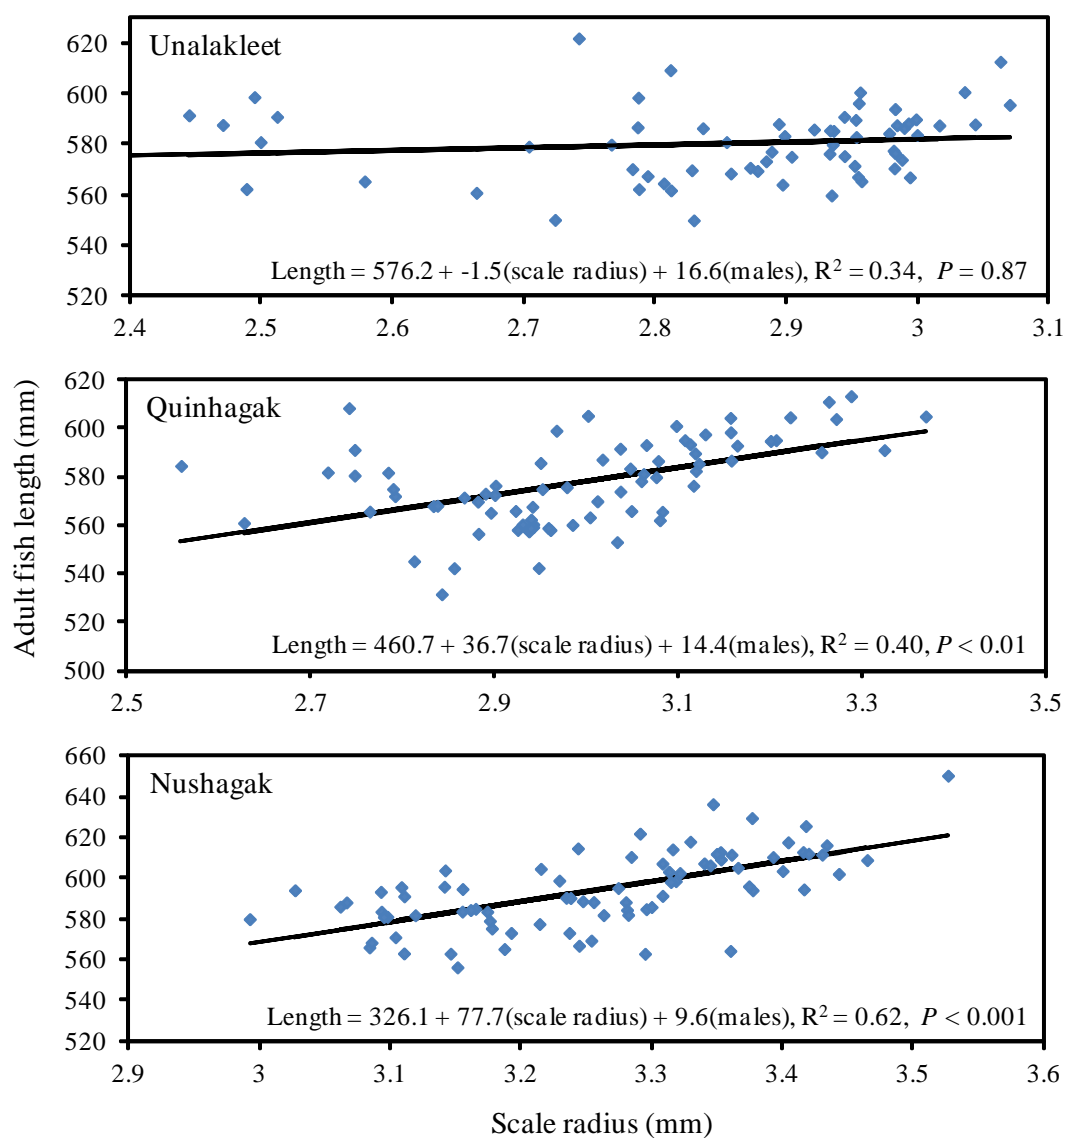 620
Unalakleet
600
580
560
540
Length = 576.2 + -1.5(scale radius) + 16.6(males), R² = 0.34, P = 0.87
520
2.4 2.5 2.6 2.7 2.8 2.9 3 3.1
Adult fish length (mm)
620
Quinhagak
600
580
560
540
520
Length = 460.7 + 36.7(scale radius) + 14.4(males), R² = 0.40, P < 0.01
500
2.5 2.7 2.9 3.1 3.3 3.5
660
Nushagak
640
620
600
580
560
540
Length = 326.1 + 77.7(scale radius) + 9.6(males), R² = 0.62, P < 0.001
520
2.9 3 3.1 3.2 3.3 3.4 3.5 3.6
Scale radius (mm)